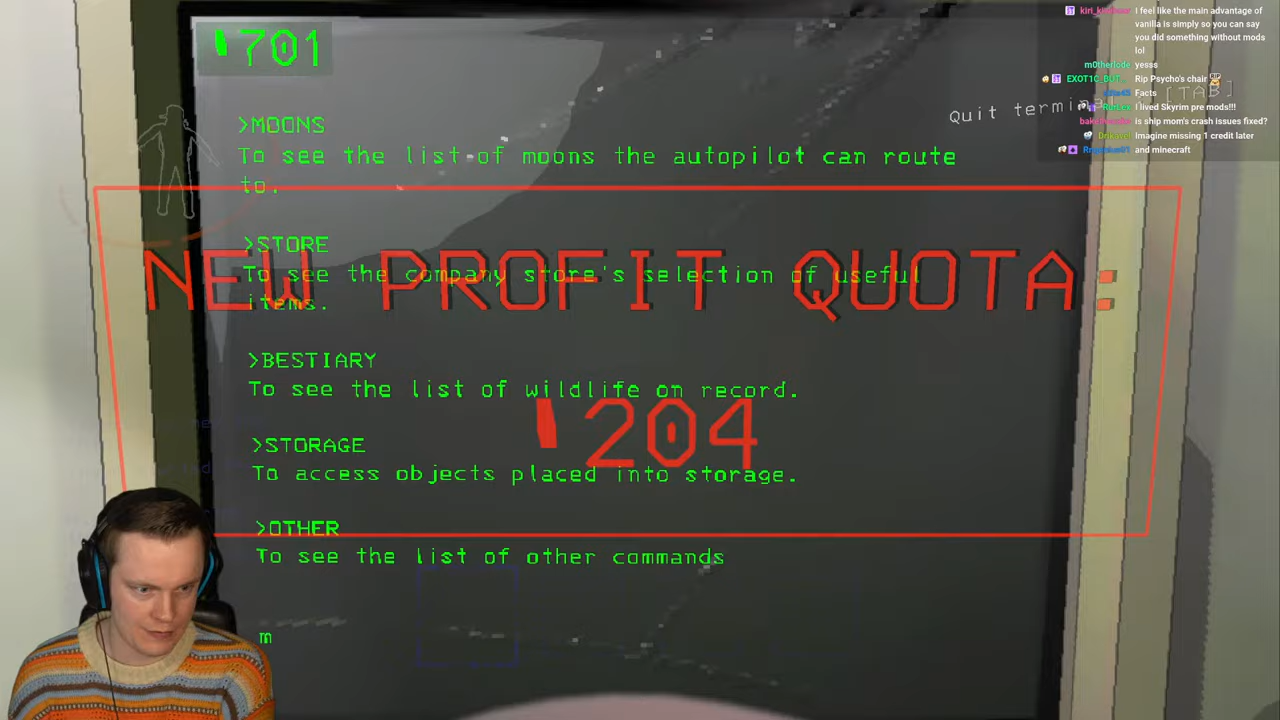 ▮701
>MOONS
To see the list of moons the autopilot can route
to.
>STORE
To see the company store's selection of useful
items.
>BESTIARY
To see the list of wildlife on record.
>STORAGE
To access objects placed into storage.
>OTHER
To see the list of other commands
m
NEW PROFIT QUOTA:
▮204
Quit terminal : [TAB]
I feel like the main advantage of
vanilla is simply so you can say
you did something without mods
lol
m0therlode yesss
EXOT1C_BUT... Rip Psycho's chair
Facts
I lived Skyrim pre mods!!!
is ship mom's crash issues fixed?
Imagine missing 1 credit later
and minecraft